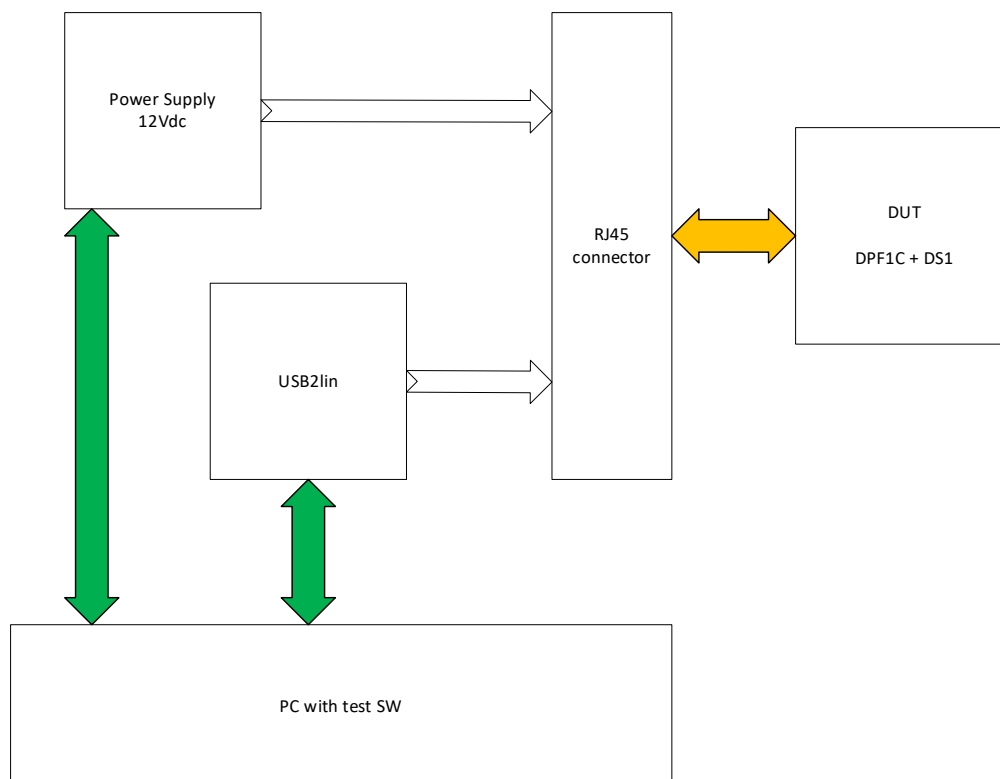 Power Supply
12Vdc
RJ45
connector
DUT
DPF1C + DS1
USB2lin
PC with test SW